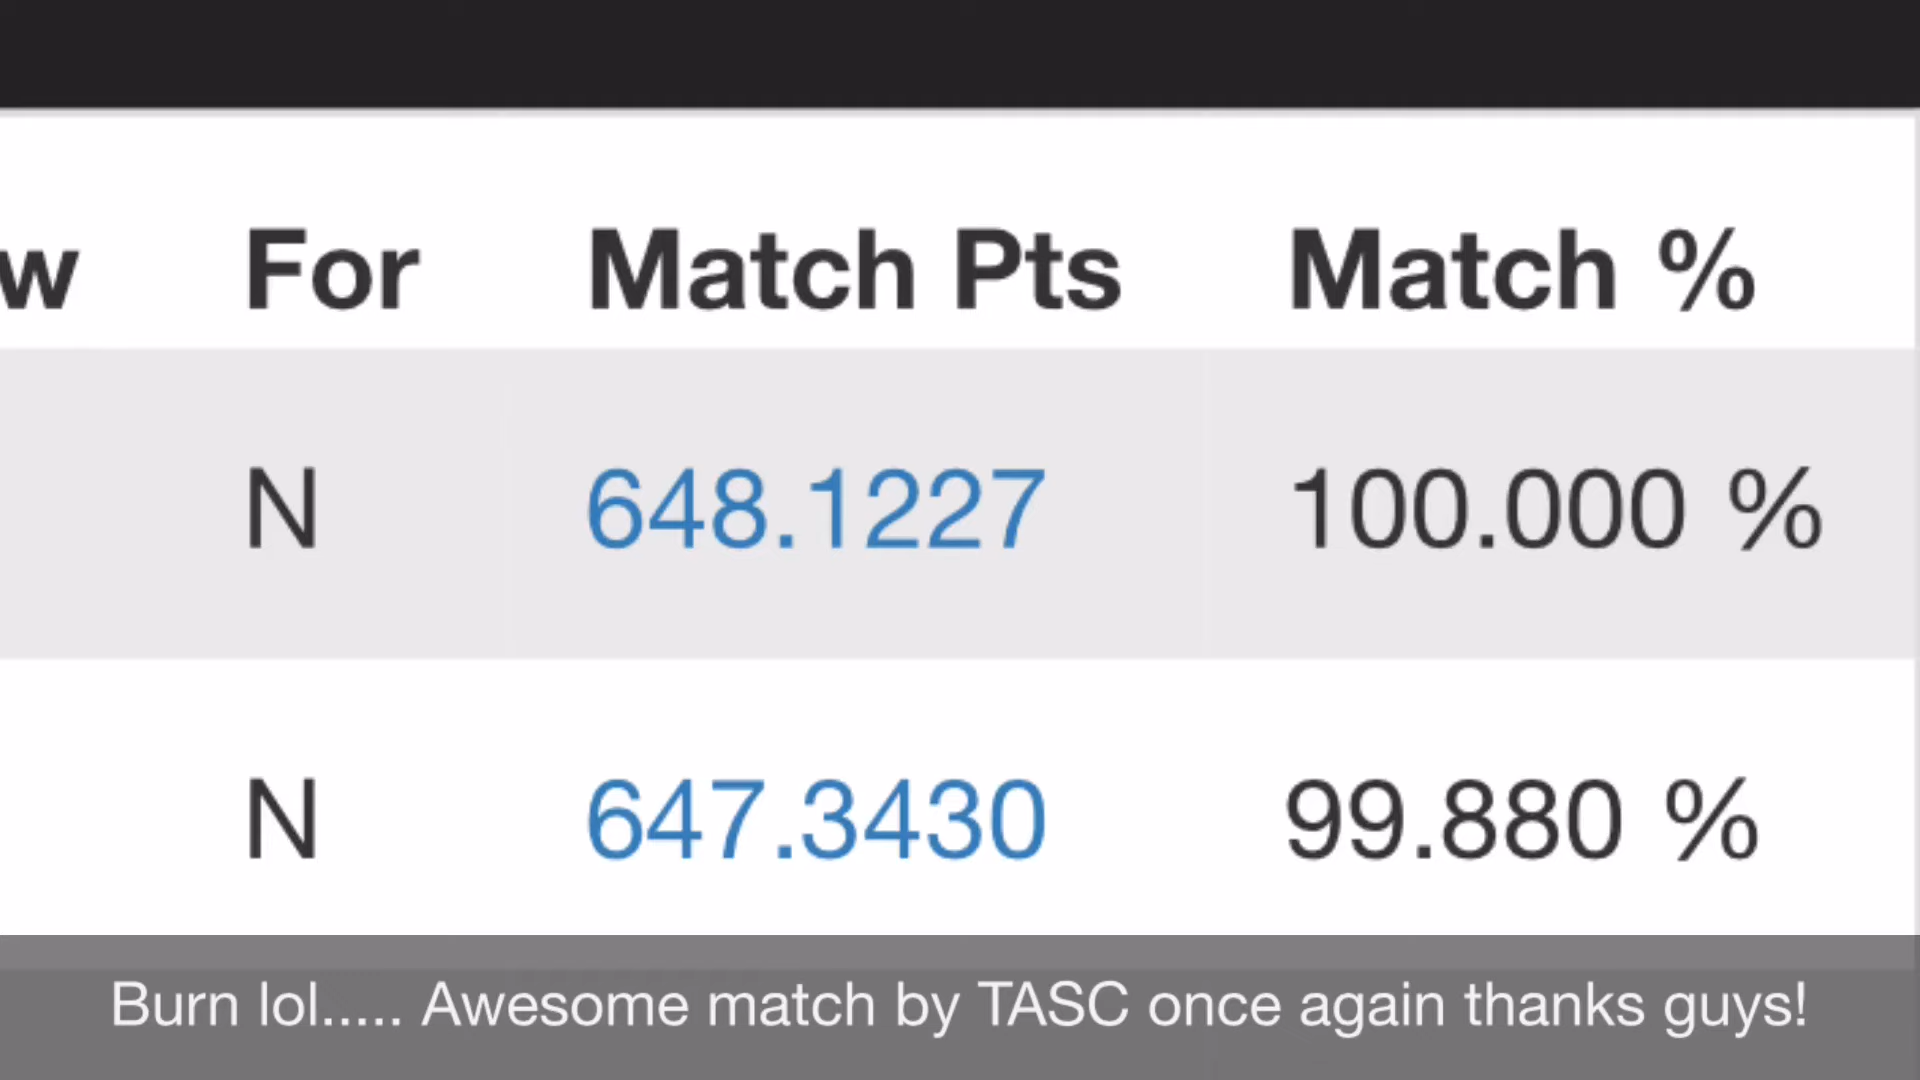 w For Match Pts Match %
N 648.1227 100.000 %
N 647.3430 99.880 %
Burn lol..... Awesome match by TASC once again thanks guys!